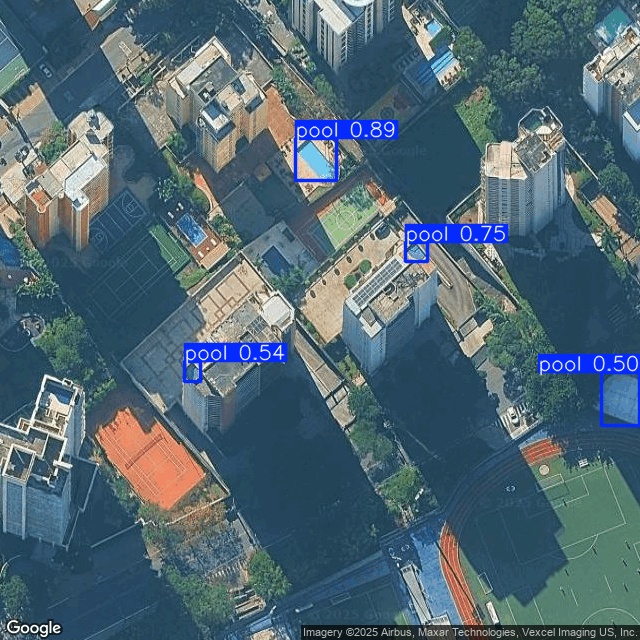 pool 0.89
pool 0.75
pool 0.54
pool 0.50
Google
Imagery ©2025 Airbus, Maxar Technologies, Vexcel Imaging US, Inc.